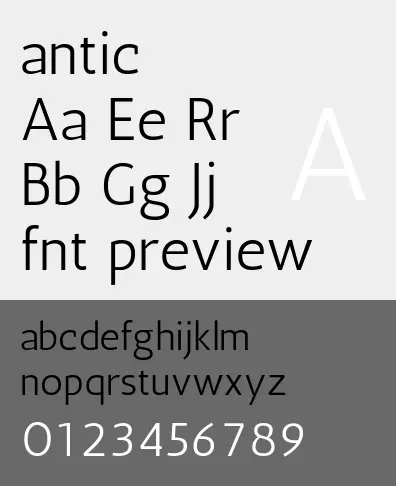 antic
Aa Ee Rr
A
Bb Gg Jj
fnt preview
abcdefghijklm
nopqrstuvwxyz
0123456789